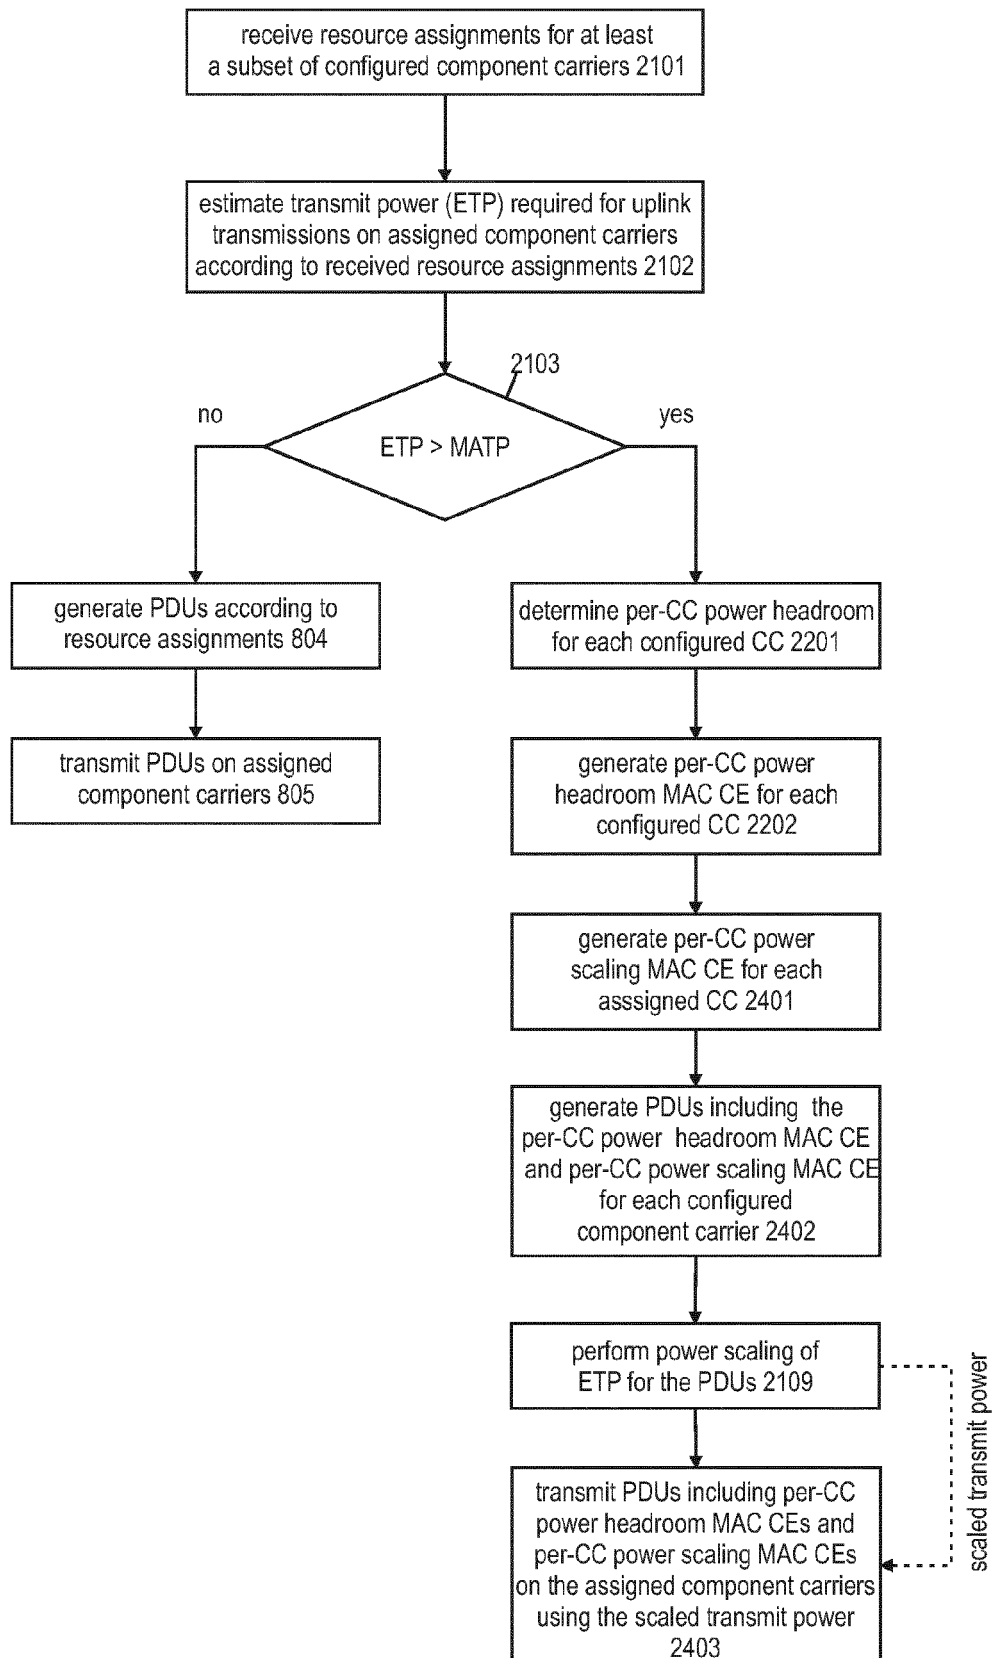 receive resource assignments for at least
a subset of configured component carriers 2101
estimate transmit power (ETP) required for uplink
transmissions on assigned component carriers
according to received resource assignments 2102
2103
no
yes
ETP > MATP
generate PDUs according to
resource assignments 804
transmit PDUs on assigned
component carriers 805
determine per-CC power headroom
for each configured CC 2201
generate per-CC power
headroom MAC CE for each
configured CC 2202
generate per-CC power
scaling MAC CE for each
asssigned CC 2401
generate PDUs including the
per-CC power headroom MAC CE
and per-CC power scaling MAC CE
for each configured
component carrier 2402
perform power scaling of
ETP for the PDUs 2109
scaled transmit power
transmit PDUs including per-CC
power headroom MAC CEs and
per-CC power scaling MAC CEs
on the assigned component carriers
using the scaled transmit power
2403